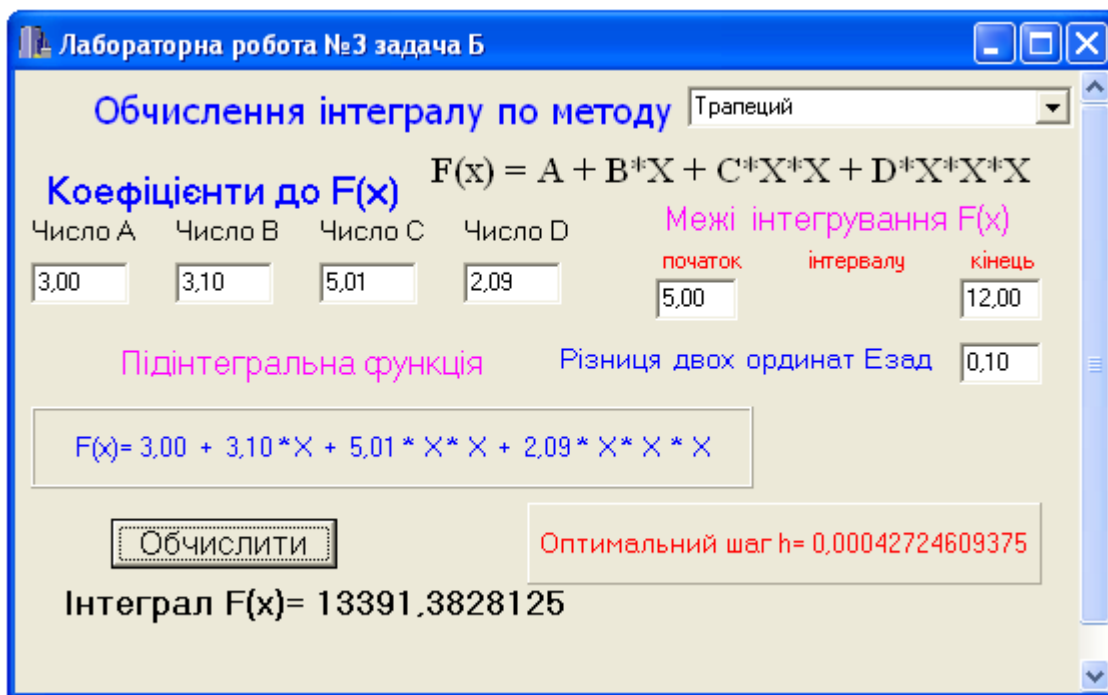 Лабораторна робота №3 задача Б
Обчислення інтегралу по методу Трапеций
F(x) = A + B*X + C*X*X + D*X*X*X
Коефіцієнти до F(x)
Межі інтегрування F(x)
Число A Число B Число C Число D
початок інтервалу кінець
3,00 3,10 5,01 2,09 5,00 12,00
Підінтегральна функція Різниця двох ординат Езад 0,10
F(x)= 3,00 + 3,10 *X + 5,01 * X* X + 2,09 * X* X * X
Обчислити Оптимальний шаг h= 0,00042724609375
Інтеграл F(x)= 13391,3828125